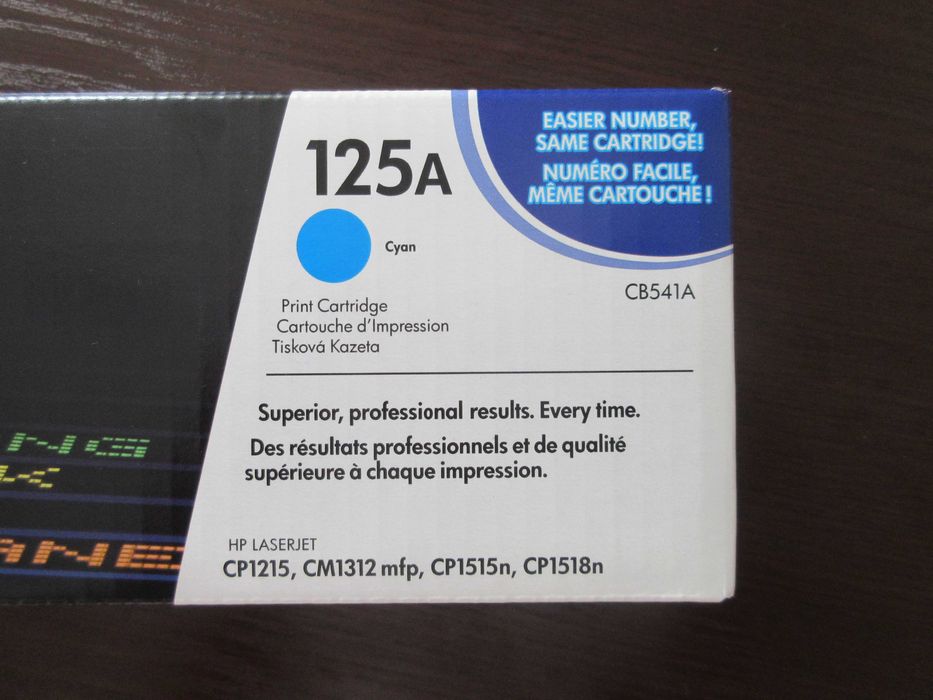 125A
EASIER NUMBER,
SAME CARTRIDGE!
NUMÉRO FACILE,
MÊME CARTOUCHE !
Cyan
CB541A
Print Cartridge
Cartouche d'Impression
Tisková Kazeta
Superior, professional results. Every time.
Des résultats professionnels et de qualité
supérieure à chaque impression.
HP LASERJET
CP1215, CM1312 mfp, CP1515n, CP1518n